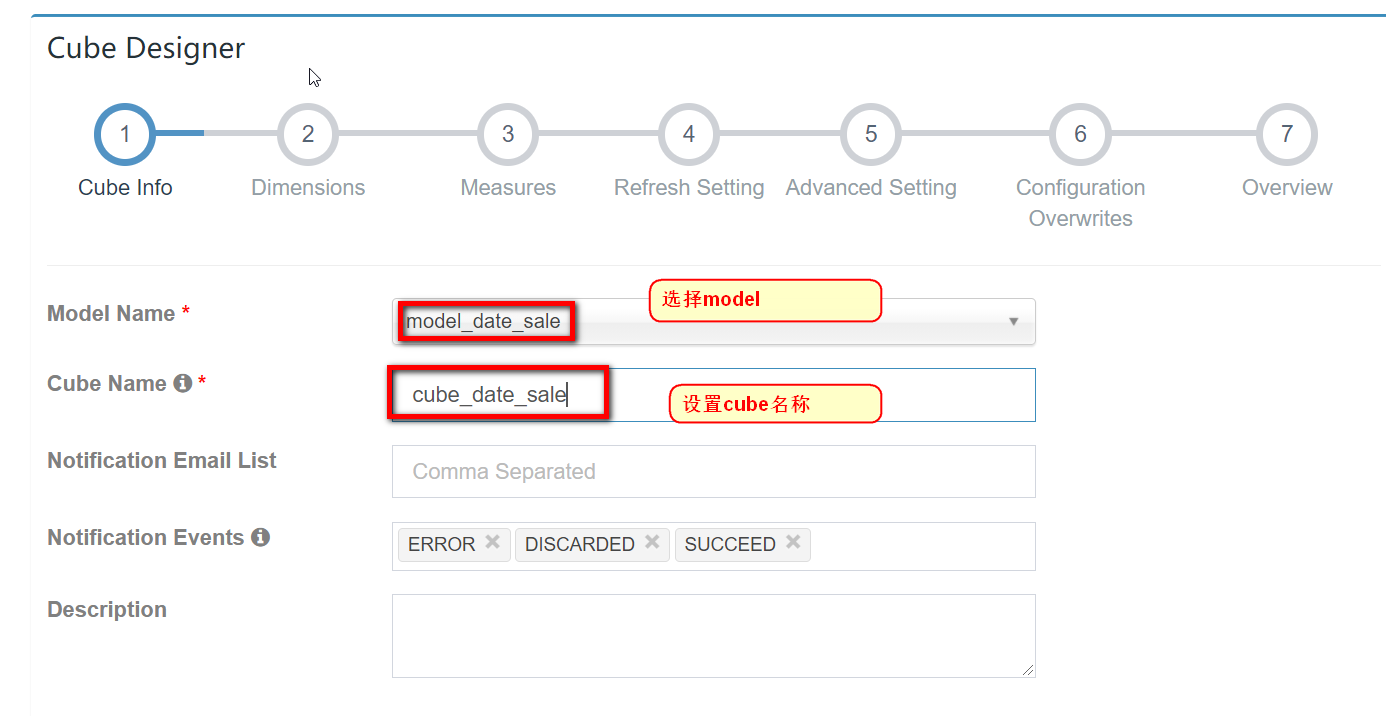 Cube Designer
1
2
3
4
5
6
7
Cube Info
Dimensions
Measures
Refresh Setting
Advanced Setting
Configuration
Overwrites
Overview
Model Name *
model_date_sale
选择model
Cube Name *
cube_date_sale
设置cube名称
Notification Email List
Comma Separated
Notification Events
ERROR
DISCARDED
SUCCEED
Description